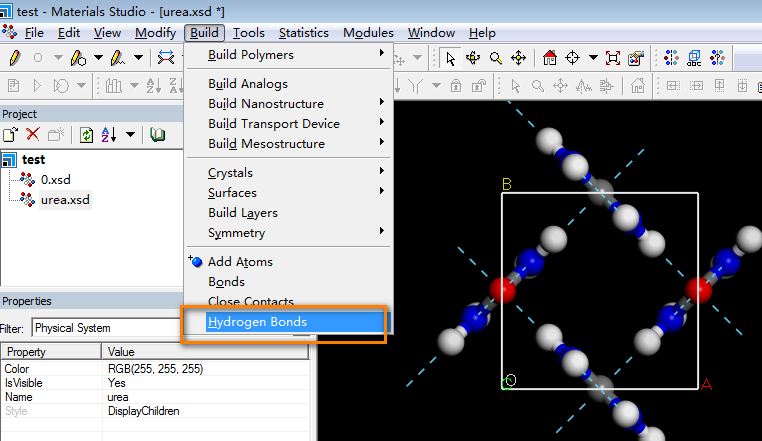 test - Materials Studio - [urea.xsd *]
File Edit View Modify Build Tools Statistics Modules Window Help
Build Polymers
Build Analogs
Build Nanostructure
Build Transport Device
Build Mesostructure
Crystals
Surfaces
Build Layers
Symmetry
Add Atoms
Bonds
Close Contacts
Hydrogen Bonds
Project
test
0.xsd
urea.xsd
Properties
Filter: Physical System
Property Value
Color RGB(255, 255, 255)
IsVisible Yes
Name urea
Style DisplayChildren
B
O
A